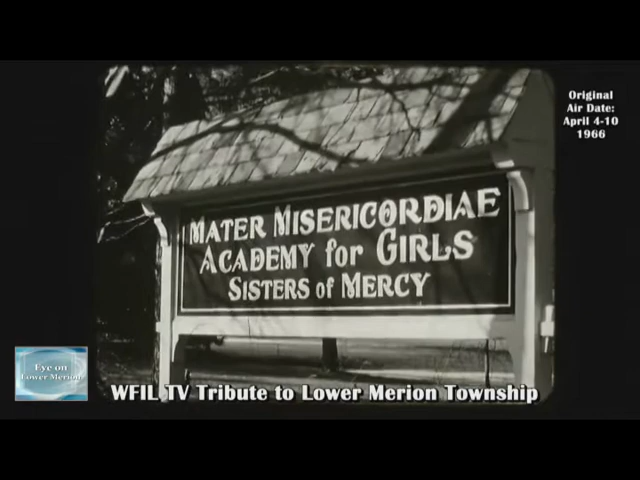 Original
Air Date:
April 4-10
1966
MATER MISERICORDIAE
ACADEMY for GIRLS
SISTERS of MERCY
Eye on
Lower Merion
WFIL TV Tribute to Lower Merion Township